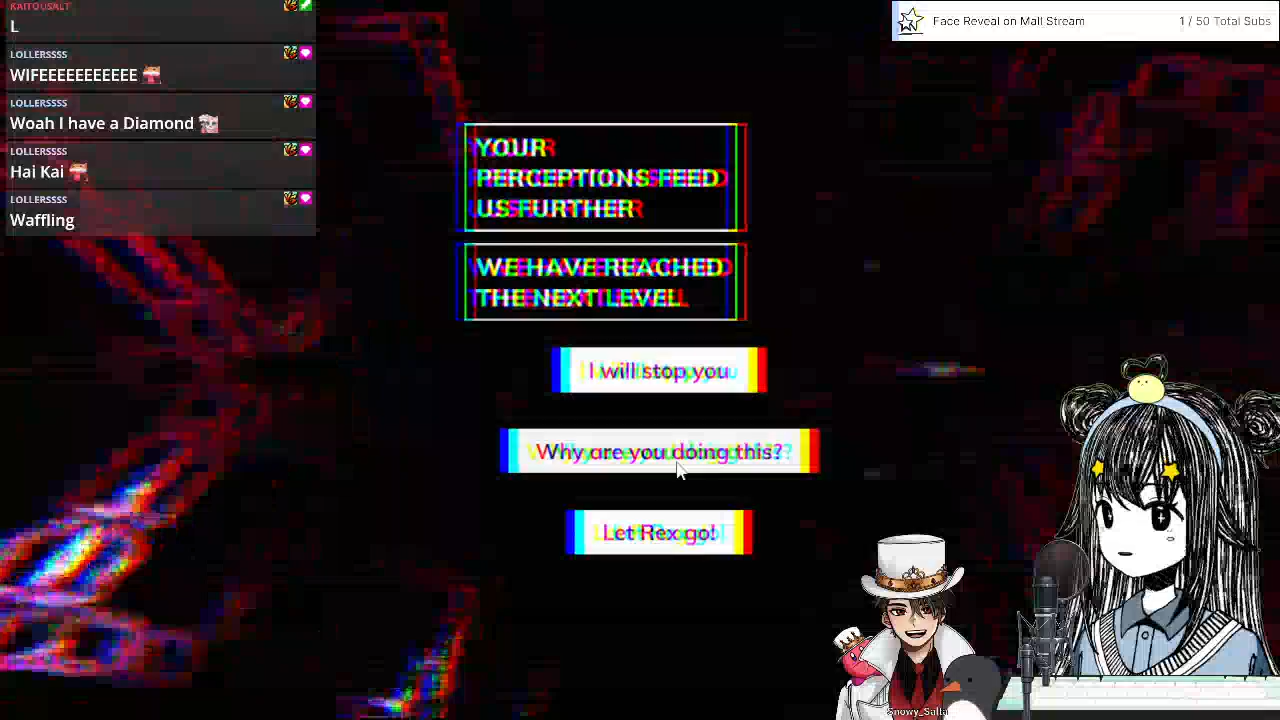 KAITOUSALT
L
LOLLERSSSS
WIFEEEEEEEEEEE
LOLLERSSSS
Woah I have a Diamond
LOLLERSSSS
Hai Kai
LOLLERSSSS
Waffling
Face Reveal on Mall Stream 1 / 50 Total Subs
YOUR
PERCEPTIONS FEED
US FURTHER
WE HAVE REACHED
THE NEXT LEVEL
I will stop you
Why are you doing this?
Let Rex go!